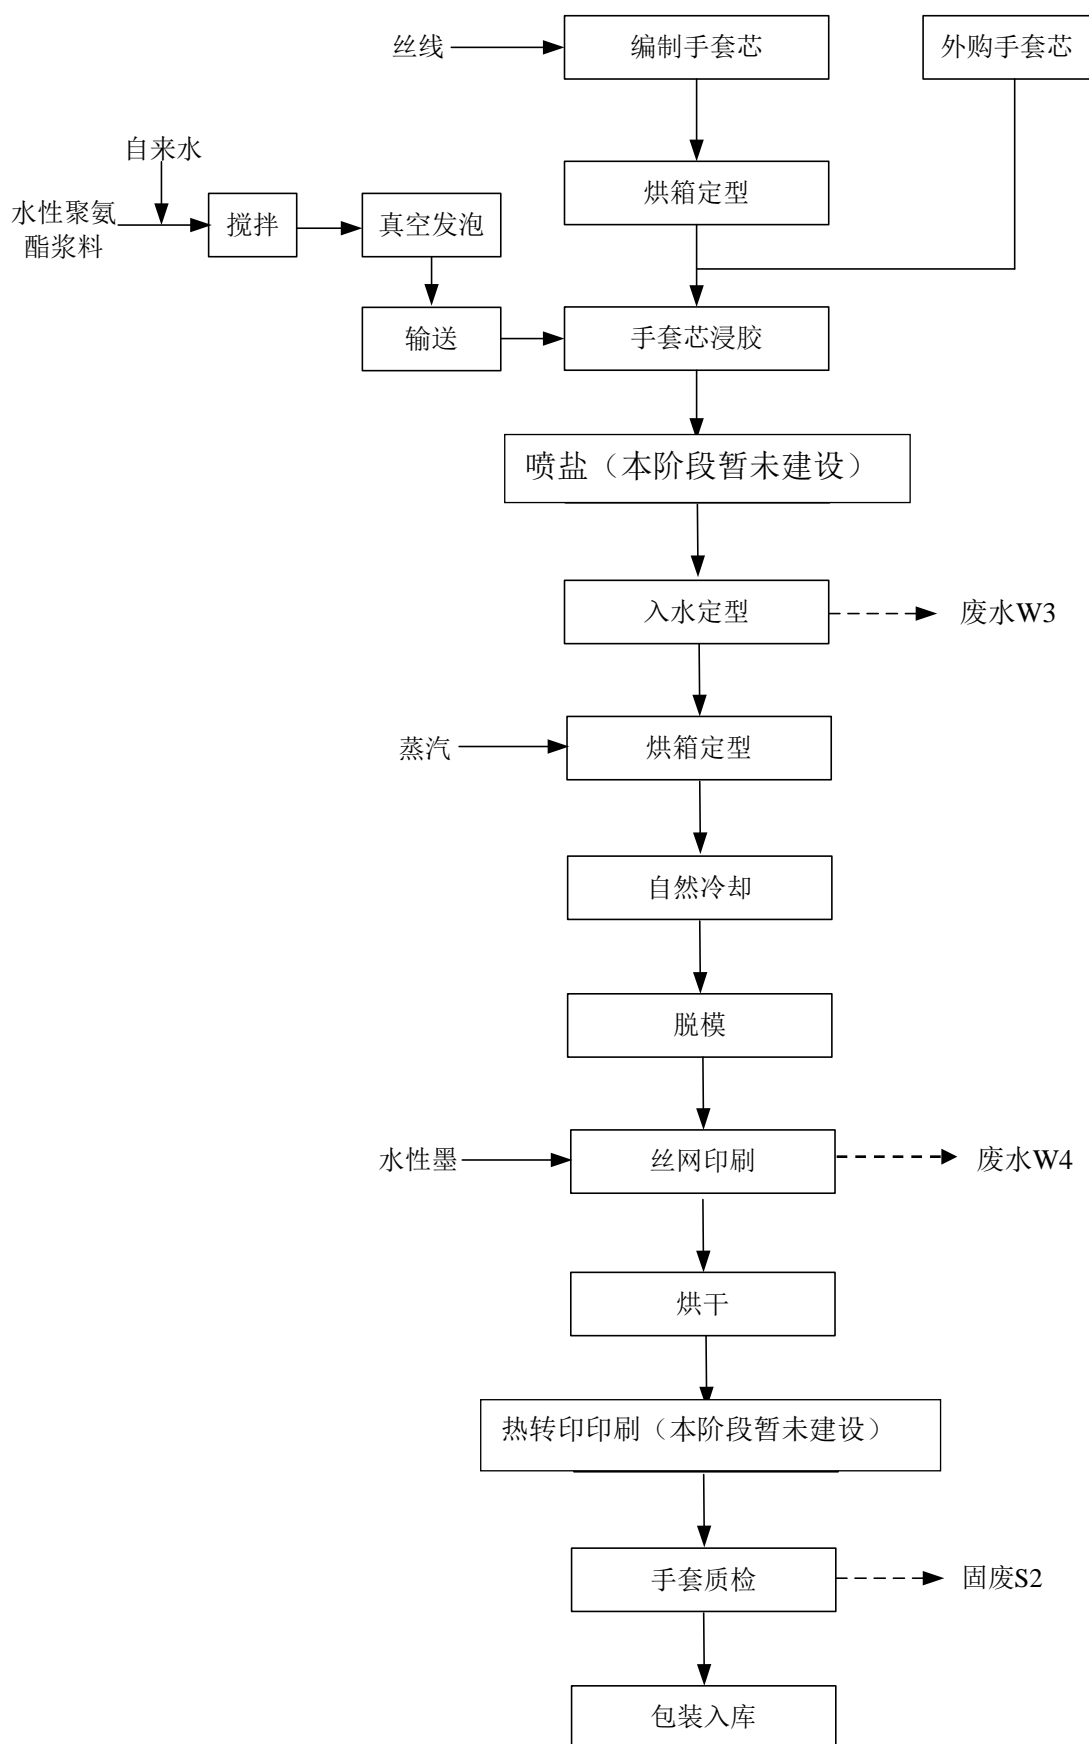 丝线
编制手套芯
外购手套芯
自来水
烘箱定型
水性聚氨
酯浆料
搅拌
真空发泡
输送
手套芯浸胶
喷盐（本阶段暂未建设）
入水定型
废水W3
蒸汽
烘箱定型
自然冷却
脱模
水性墨
丝网印刷
废水W4
烘干
热转印印刷（本阶段暂未建设）
手套质检
固废S2
包装入库